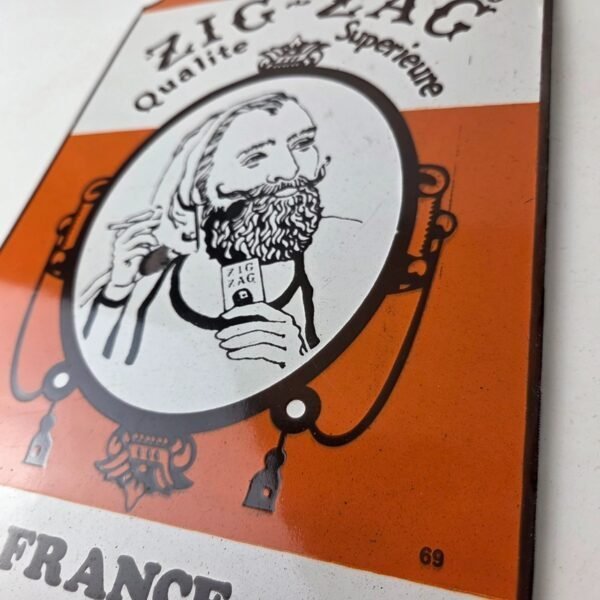 ZIG-ZAG
Qualite Superieure
ZIG
ZAG
69
FRANCE